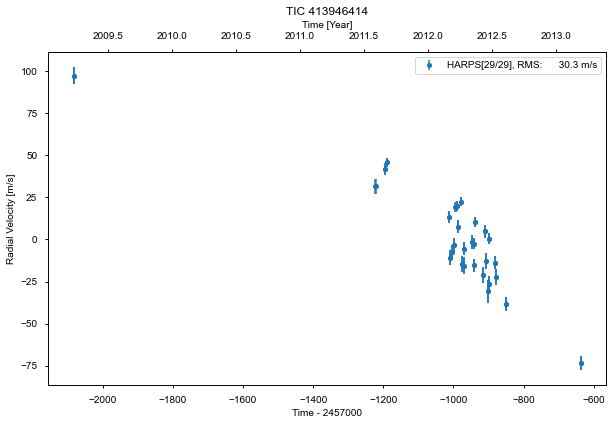 TIC 413946414
Time [Year]
2009.5 2010.0 2010.5 2011.0 2011.5 2012.0 2012.5 2013.0
HARPS[29/29], RMS: 30.3 m/s
100
75
50
25
0
−25
−50
−75
Radial Velocity [m/s]
−2000 −1800 −1600 −1400 −1200 −1000 −800 −600
Time - 2457000